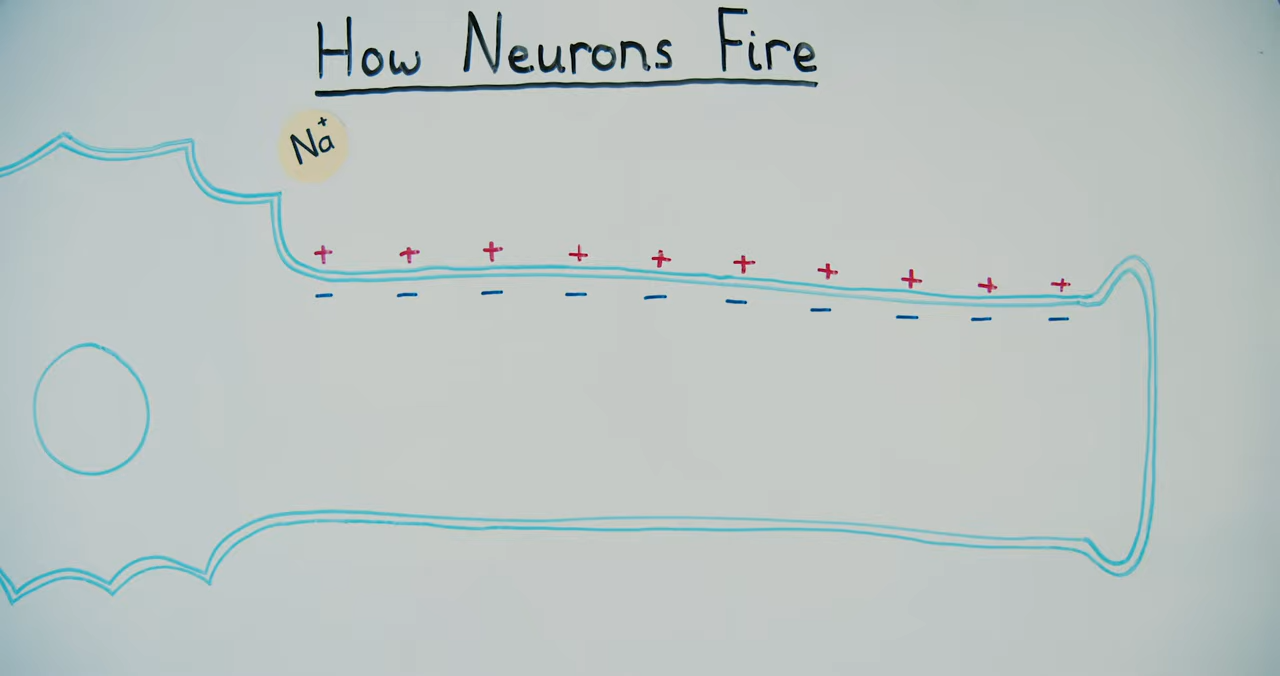 How Neurons Fire
Na⁺
+ + + + + + + + + +
− − − − − − − − − −